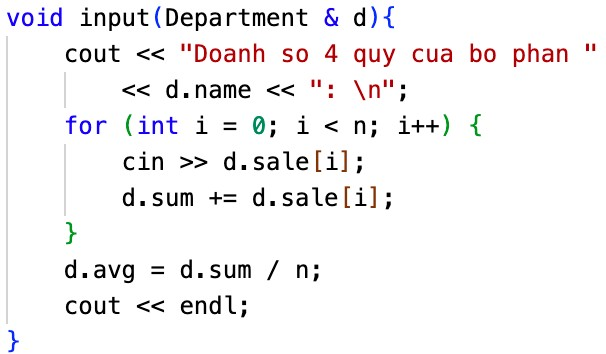 void input(Department & d){
    cout << "Doanh so 4 quy cua bo phan "
        << d.name << ": \n";
    for (int i = 0; i < n; i++) {
        cin >> d.sale[i];
        d.sum += d.sale[i];
    }
    d.avg = d.sum / n;
    cout << endl;
}